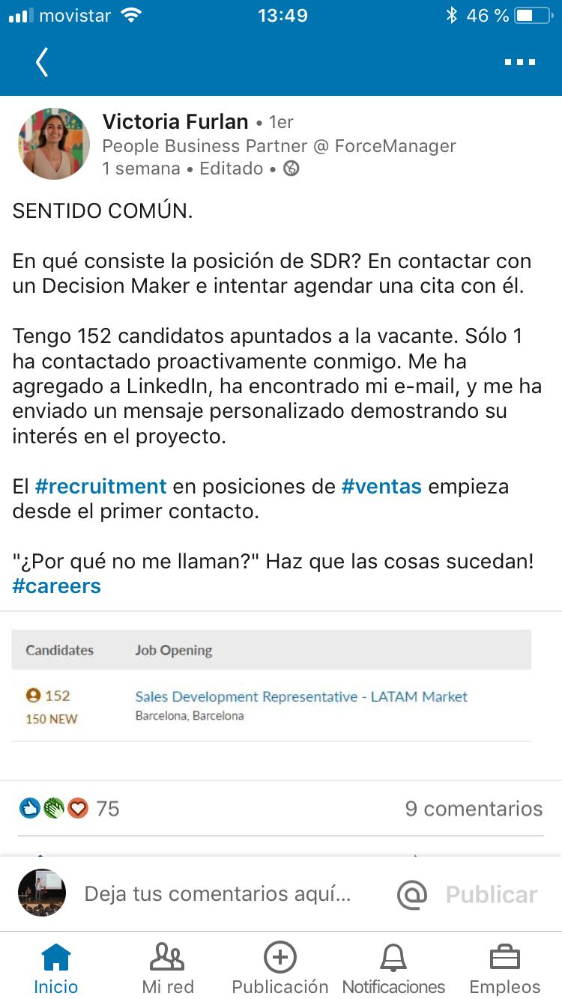 movistar 13:49 46 %
Victoria Furlan • 1er
People Business Partner @ ForceManager
1 semana • Editado •
SENTIDO COMÚN.
En qué consiste la posición de SDR? En contactar con
un Decision Maker e intentar agendar una cita con él.
Tengo 152 candidatos apuntados a la vacante. Sólo 1
ha contactado proactivamente conmigo. Me ha
agregado a LinkedIn, ha encontrado mi e-mail, y me ha
enviado un mensaje personalizado demostrando su
interés en el proyecto.
El #recruitment en posiciones de #ventas empieza
desde el primer contacto.
"¿Por qué no me llaman?" Haz que las cosas sucedan!
#careers
Candidates Job Opening
152 Sales Development Representative - LATAM Market
150 NEW Barcelona, Barcelona
75 9 comentarios
Deja tus comentarios aquí... @ Publicar
Inicio Mi red Publicación Notificaciones Empleos